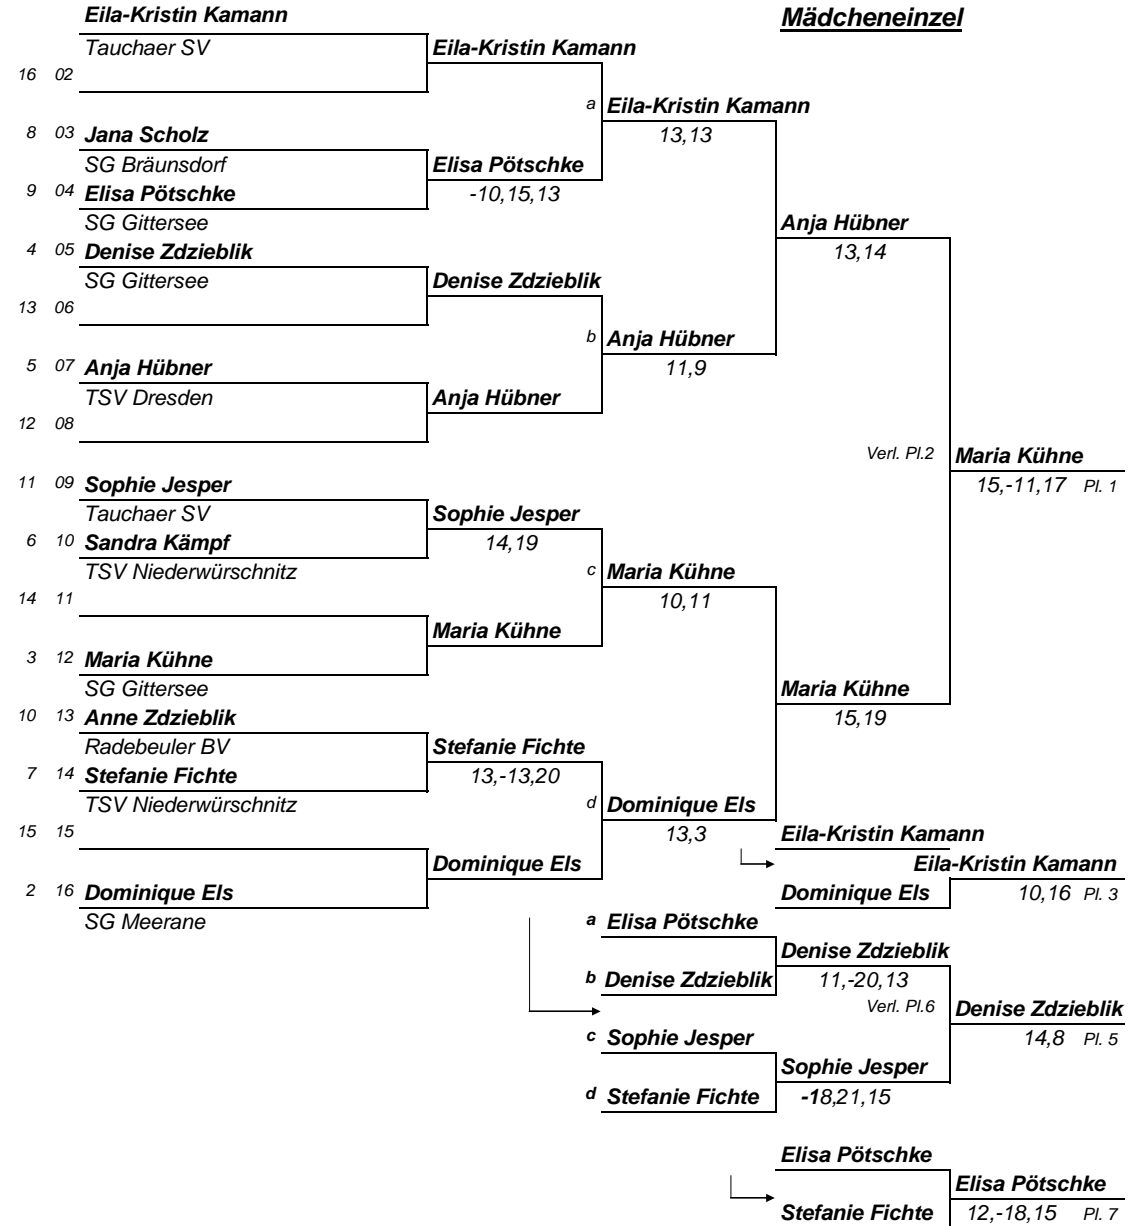 Eila-Kristin Kamann Mädcheneinzel
Tauchaer SV Eila-Kristin Kamann
16 02
a Eila-Kristin Kamann
8 03 Jana Scholz 13,13
SG Bräunsdorf Elisa Pötschke
9 04 Elisa Pötschke -10,15,13
SG Gittersee Anja Hübner
4 05 Denise Zdzieblik 13,14
SG Gittersee Denise Zdzieblik
13 06
b Anja Hübner
5 07 Anja Hübner 11,9
TSV Dresden Anja Hübner
12 08
Verl. Pl.2 Maria Kühne
11 09 Sophie Jesper 15,-11,17 Pl. 1
Tauchaer SV Sophie Jesper
6 10 Sandra Kämpf 14,19
TSV Niederwürschnitz c Maria Kühne
14 11 10,11
Maria Kühne
3 12 Maria Kühne
SG Gittersee Maria Kühne
10 13 Anne Zdzieblik 15,19
Radebeuler BV Stefanie Fichte
7 14 Stefanie Fichte 13,-13,20
TSV Niederwürschnitz d Dominique Els
15 15 13,3 Eila-Kristin Kamann
Dominique Els Eila-Kristin Kamann
2 16 Dominique Els Dominique Els 10,16 Pl. 3
SG Meerane a Elisa Pötschke
Denise Zdzieblik
b Denise Zdzieblik 11,-20,13
Verl. Pl.6 Denise Zdzieblik
c Sophie Jesper 14,8 Pl. 5
Sophie Jesper
d Stefanie Fichte -18,21,15
Elisa Pötschke
Elisa Pötschke
Stefanie Fichte 12,-18,15 Pl. 7